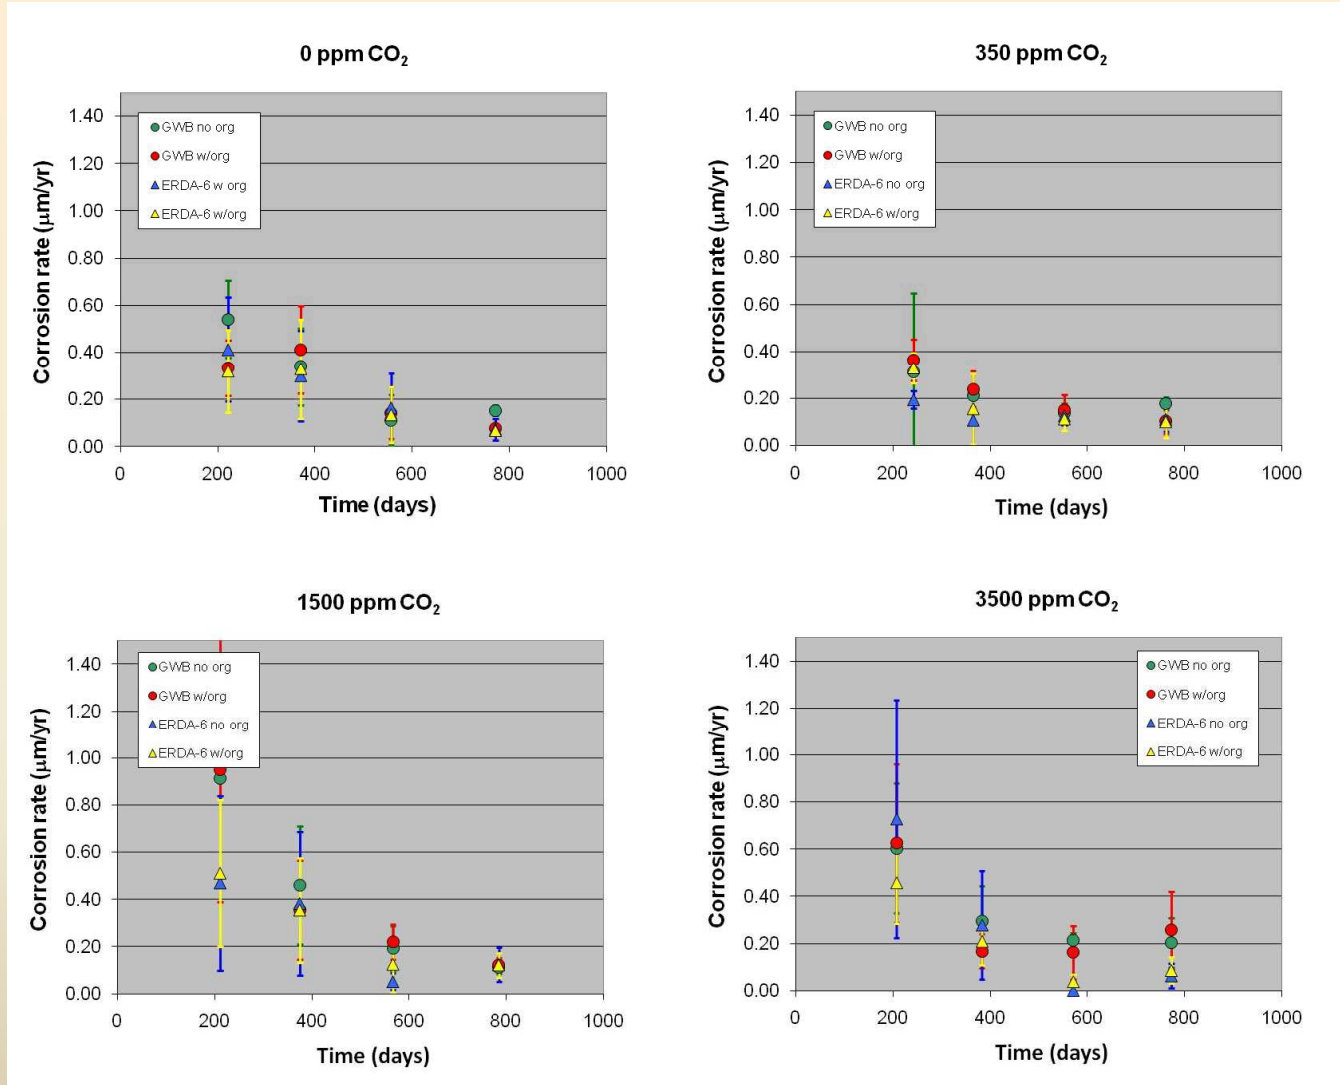 0 ppm CO₂
Corrosion rate (μm/yr)
1.40
1.20
1.00
0.80
0.60
0.40
0.20
0.00
GWB no org
GWB w/org
ERDA-6 w org
ERDA-6 w/org
0 200 400 600 800 1000
Time (days)
350 ppm CO₂
Corrosion rate (μm/yr)
1.40
1.20
1.00
0.80
0.60
0.40
0.20
0.00
GWB no org
GWB w/org
ERDA-6 no org
ERDA-6 w/org
0 200 400 600 800 1000
Time (days)
1500 ppm CO₂
Corrosion rate (μm/yr)
1.40
1.20
1.00
0.80
0.60
0.40
0.20
0.00
GWB no org
GWB w/org
ERDA-6 no org
ERDA-6 w/org
0 200 400 600 800 1000
Time (days)
3500 ppm CO₂
Corrosion rate (μm/yr)
1.40
1.20
1.00
0.80
0.60
0.40
0.20
0.00
GWB no org
GWB w/org
ERDA-6 no org
ERDA-6 w/org
0 200 400 600 800 1000
Time (days)